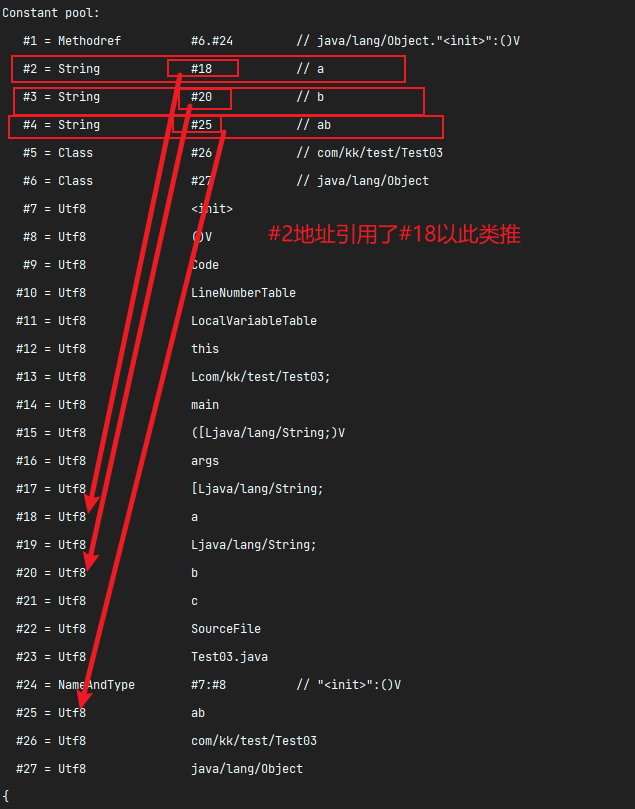 Constant pool:
#1 = Methodref #6.#24 // java/lang/Object."<init>":()V
#2 = String #18 // a
#3 = String #20 // b
#4 = String #25 // ab
#5 = Class #26 // com/kk/test/Test03
#6 = Class #27 // java/lang/Object
#7 = Utf8 <init>
#8 = Utf8 ()V
#2地址引用了#18以此类推
#9 = Utf8 Code
#10 = Utf8 LineNumberTable
#11 = Utf8 LocalVariableTable
#12 = Utf8 this
#13 = Utf8 Lcom/kk/test/Test03;
#14 = Utf8 main
#15 = Utf8 ([Ljava/lang/String;)V
#16 = Utf8 args
#17 = Utf8 [Ljava/lang/String;
#18 = Utf8 a
#19 = Utf8 Ljava/lang/String;
#20 = Utf8 b
#21 = Utf8 c
#22 = Utf8 SourceFile
#23 = Utf8 Test03.java
#24 = NameAndType #7:#8 // "<init>":()V
#25 = Utf8 ab
#26 = Utf8 com/kk/test/Test03
#27 = Utf8 java/lang/Object
{